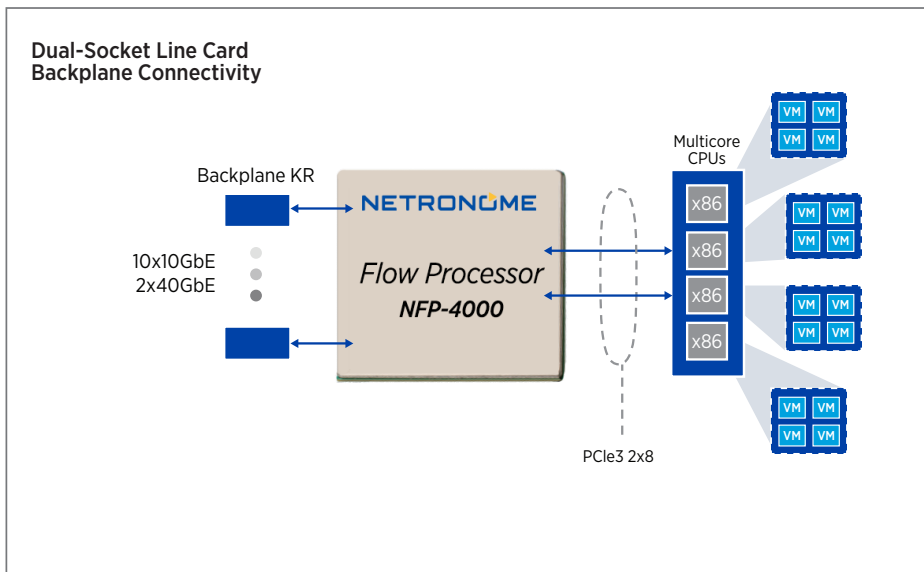 Dual-Socket Line Card
Backplane Connectivity
Backplane KR
10x10GbE
2x40GbE
NETRONOME
Flow Processor
NFP-4000
PCIe3 2x8
Multicore
CPUs
x86
x86
x86
x86
VM VM
VM VM
VM VM
VM VM
VM VM
VM VM
VM VM
VM VM